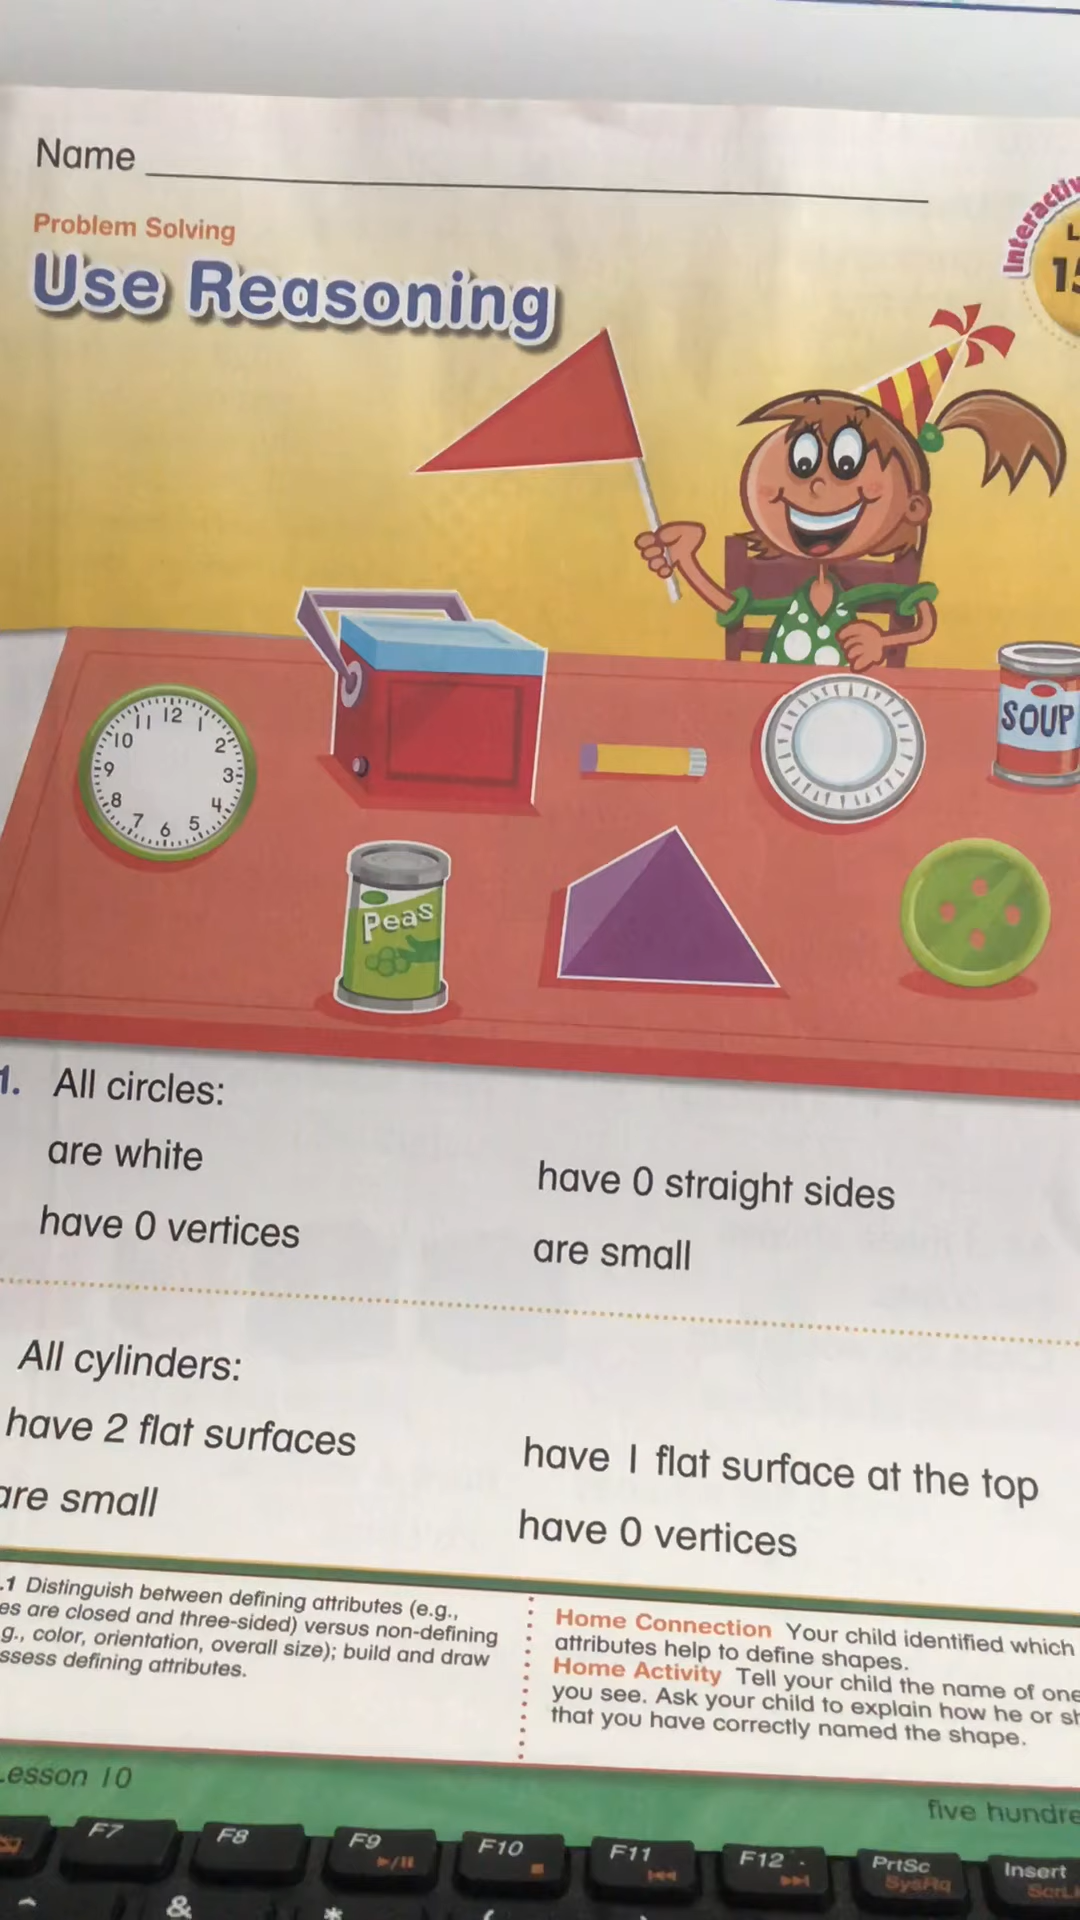 Name
Problem Solving
Use Reasoning
Interactiv
L
15
11 12 1
10 2
9 3
8 4
7 6 5
SOUP
Peas
1. All circles:
are white
have 0 straight sides
have 0 vertices
are small
All cylinders:
have 2 flat surfaces
have 1 flat surface at the top
are small
have 0 vertices
.1 Distinguish between defining attributes (e.g.,
es are closed and three-sided) versus non-defining
g., color, orientation, overall size); build and draw
ssess defining attributes.
Home Connection Your child identified which
attributes help to define shapes.
Home Activity Tell your child the name of one
you see. Ask your child to explain how he or sh
that you have correctly named the shape.
Lesson 10
five hundre
F7 F8 F9 F10 F11 F12 PrtSc SysRq Insert
& *